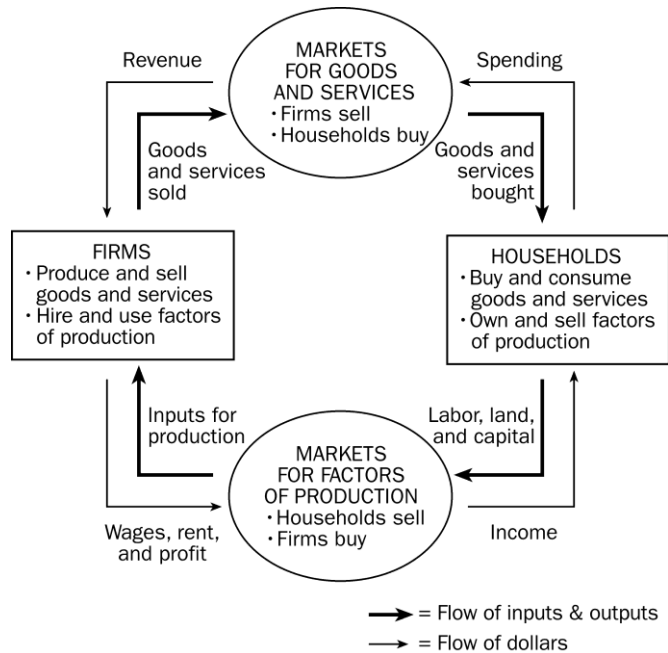 Revenue
MARKETS
FOR GOODS
AND SERVICES
• Firms sell
• Households buy
Spending
Goods
and services
sold
Goods and
services
bought
FIRMS
• Produce and sell
goods and services
• Hire and use factors
of production
HOUSEHOLDS
• Buy and consume
goods and services
• Own and sell factors
of production
Inputs for
production
Labor, land,
and capital
MARKETS
FOR FACTORS
OF PRODUCTION
• Households sell
• Firms buy
Wages, rent,
and profit
Income
= Flow of inputs & outputs
= Flow of dollars